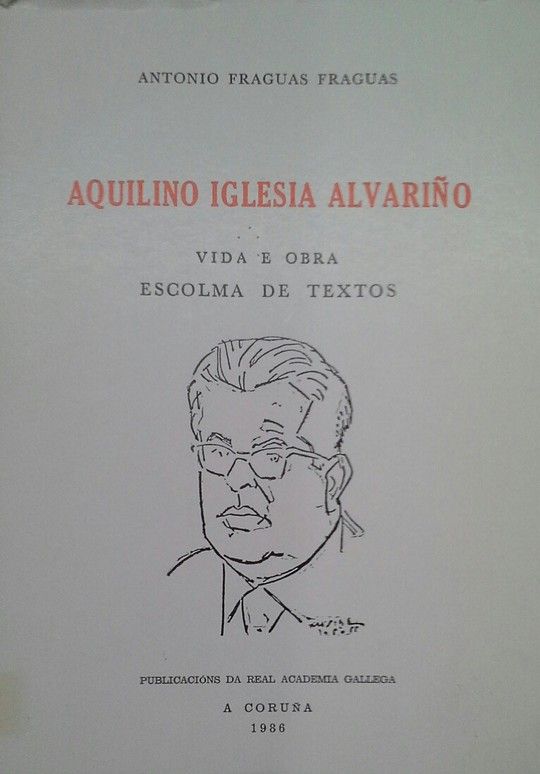 ANTONIO FRAGUAS FRAGUAS
AQUILINO IGLESIA ALVARIÑO
VIDA E OBRA
ESCOLMA DE TEXTOS
PUBLICACIÓNS DA REAL ACADEMIA GALLEGA
A CORUÑA
1986